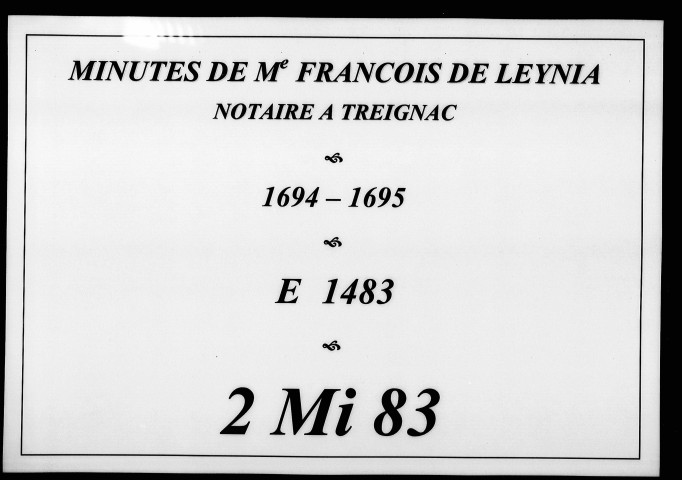 MINUTES DE Me FRANCOIS DE LEYNIA
NOTAIRE A TREIGNAC
1694 – 1695
E 1483
2 Mi 83